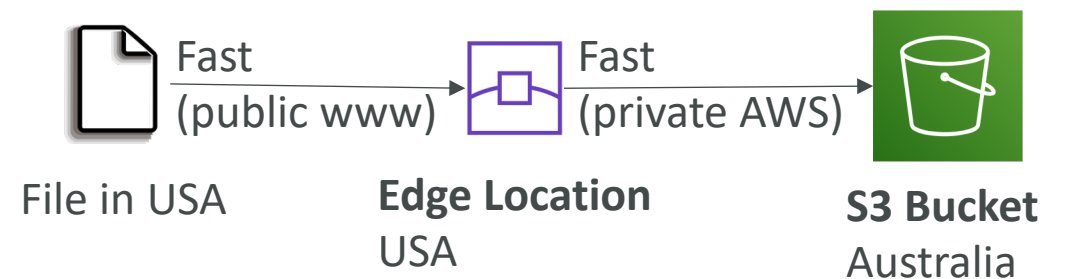 Fast
(public www)
Fast
(private AWS)
File in USA
Edge Location
USA
S3 Bucket
Australia